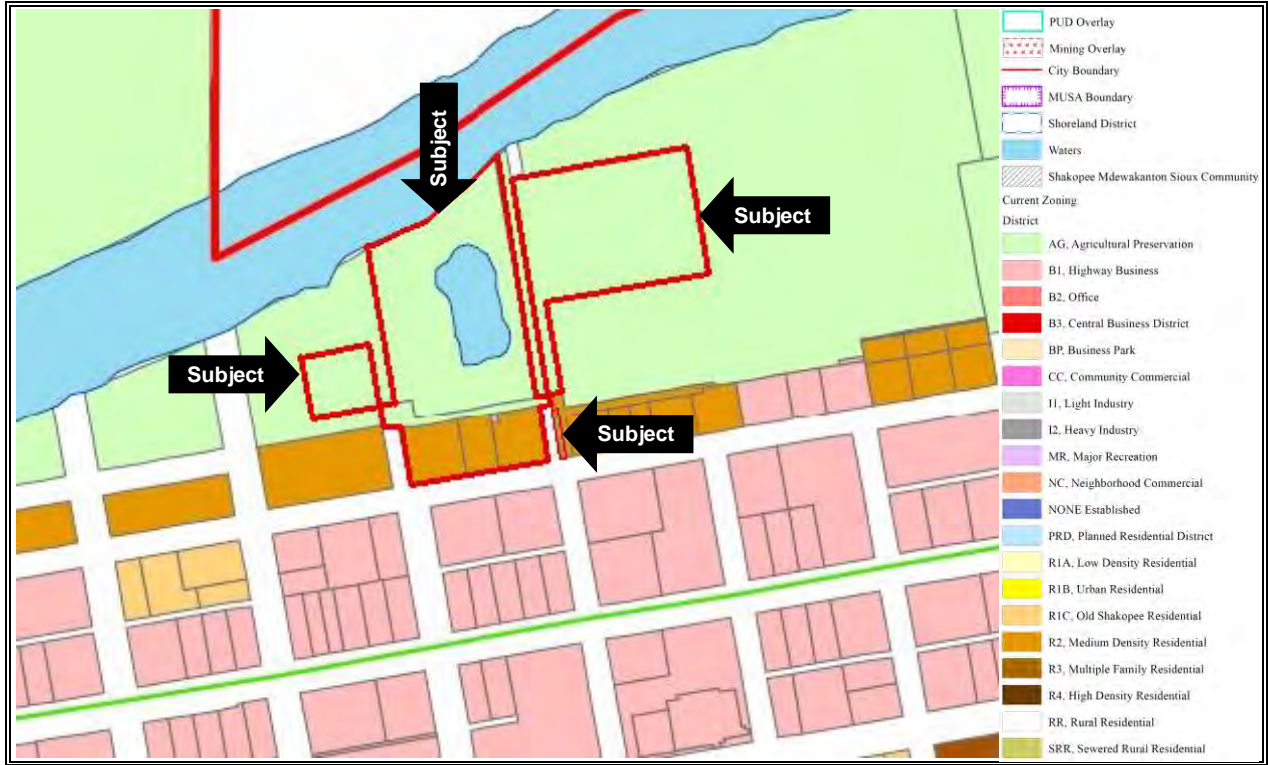 Subject
Subject
Subject
Subject
PUD Overlay
Mining Overlay
City Boundary
MUSA Boundary
Shoreland District
Waters
Shakopee Mdewakanton Sioux Community
Current Zoning
District
AG, Agricultural Preservation
B1, Highway Business
B2, Office
B3, Central Business District
BP, Business Park
CC, Community Commercial
I1, Light Industry
I2, Heavy Industry
MR, Major Recreation
NC, Neighborhood Commercial
NONE Established
PRD, Planned Residential District
R1A, Low Density Residential
R1B, Urban Residential
R1C, Old Shakopee Residential
R2, Medium Density Residential
R3, Multiple Family Residential
R4, High Density Residential
RR, Rural Residential
SRR, Sewered Rural Residential